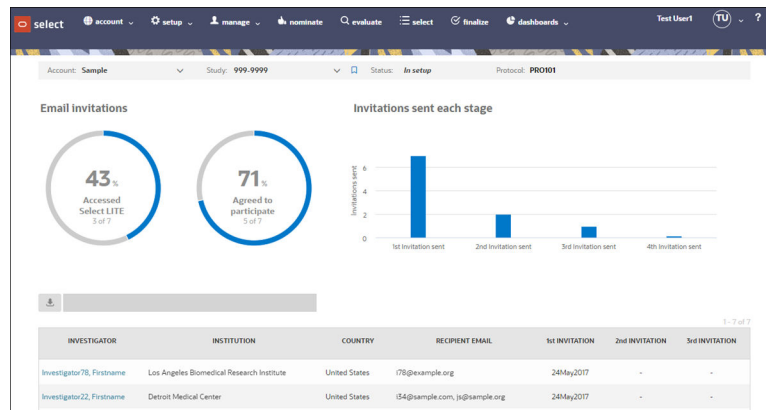 select account setup manage nominate evaluate select finalize dashboards Test User1 TU ?
Account: Sample Study: 999-9999 Status: In setup Protocol: PRO101
Email invitations
Invitations sent each stage
43 %
Accessed
Select LITE
3 of 7
71 %
Agreed to
participate
5 of 7
Invitations sent
6
4
2
0
1st Invitation sent 2nd Invitation sent 3rd Invitation sent 4th Invitation sent
1 - 7 of 7
INVESTIGATOR INSTITUTION COUNTRY RECIPIENT EMAIL 1st INVITATION 2nd INVITATION 3rd INVITATION
Investigator78, Firstname Los Angeles Biomedical Research Institute United States i78@example.org 24May2017 - -
Investigator22, Firstname Detroit Medical Center United States i34@sample.com, js@sample.org 24May2017 - -